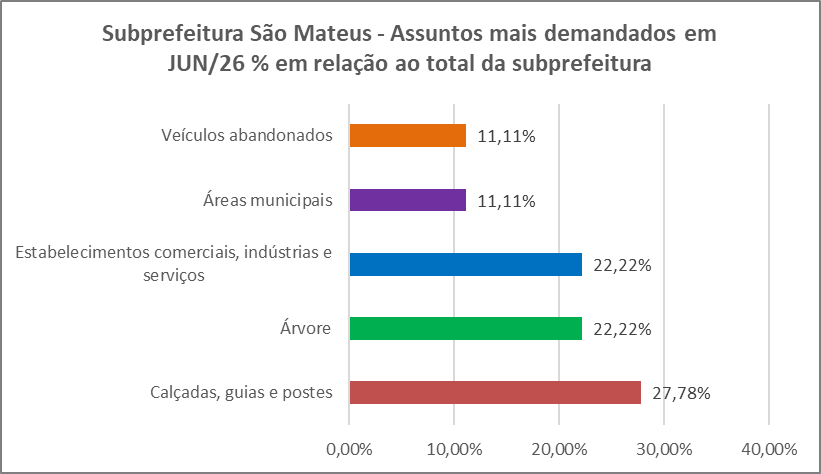 Subprefeitura São Mateus - Assuntos mais demandados em
JUN/26 % em relação ao total da subprefeitura
Veículos abandonados
11,11%
Áreas municipais
11,11%
Estabelecimentos comerciais, indústrias e
serviços
22,22%
Árvore
22,22%
Calçadas, guias e postes
27,78%
0,00% 10,00% 20,00% 30,00% 40,00%